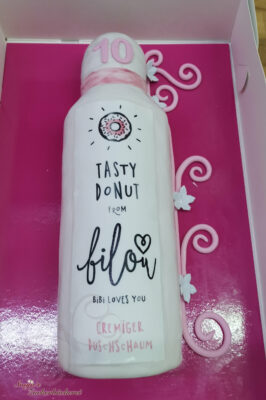 10
TASTY
DONUT
FROM
bilou
BiBi LOVES YOU
CREMIGER
DUSCHSCHAUM